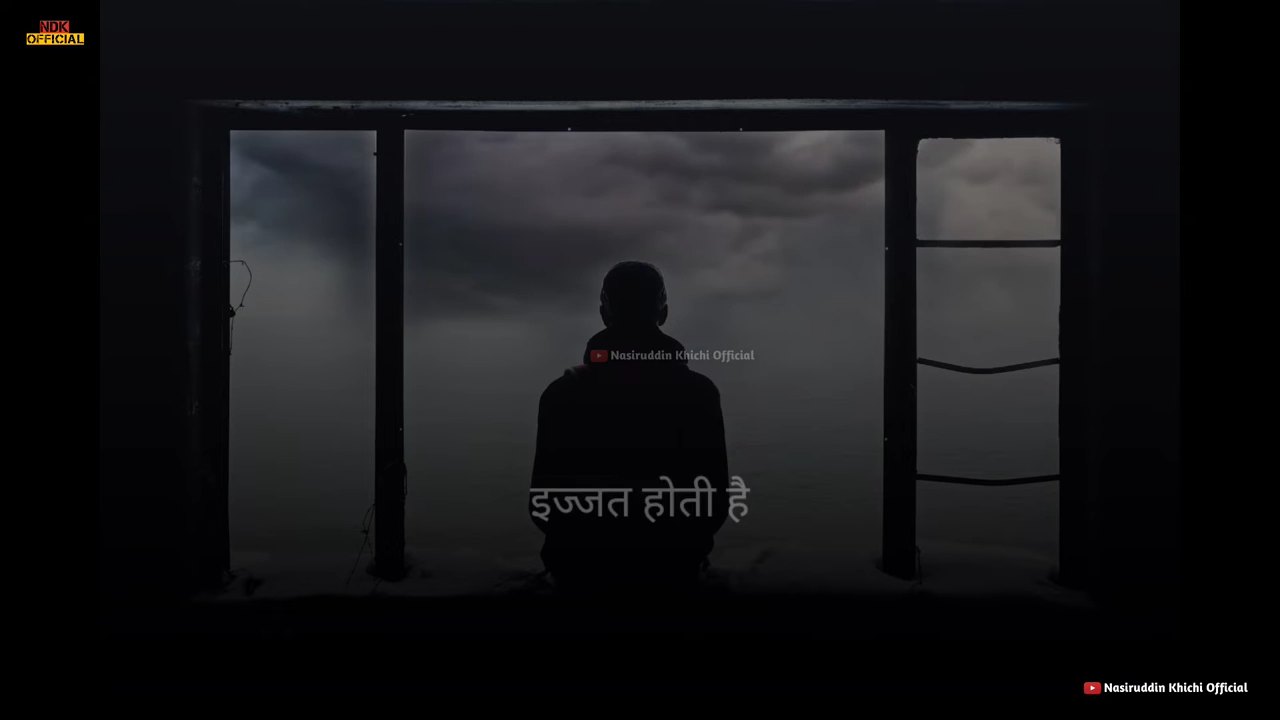 NDK
OFFICIAL
Nasiruddin Khichi Official
इज्जत होती है
Nasiruddin Khichi Official